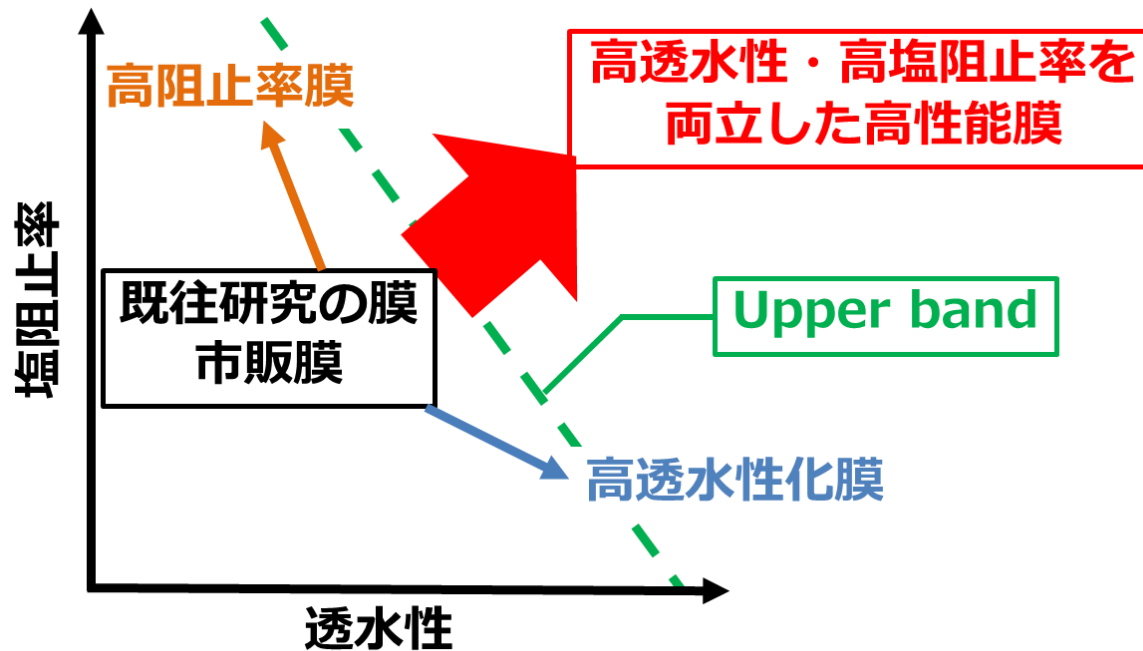 高阻止率膜
高透水性・高塩阻止率を
両立した高性能膜
塩阻止率
既往研究の膜
市販膜
Upper band
高透水性化膜
透水性